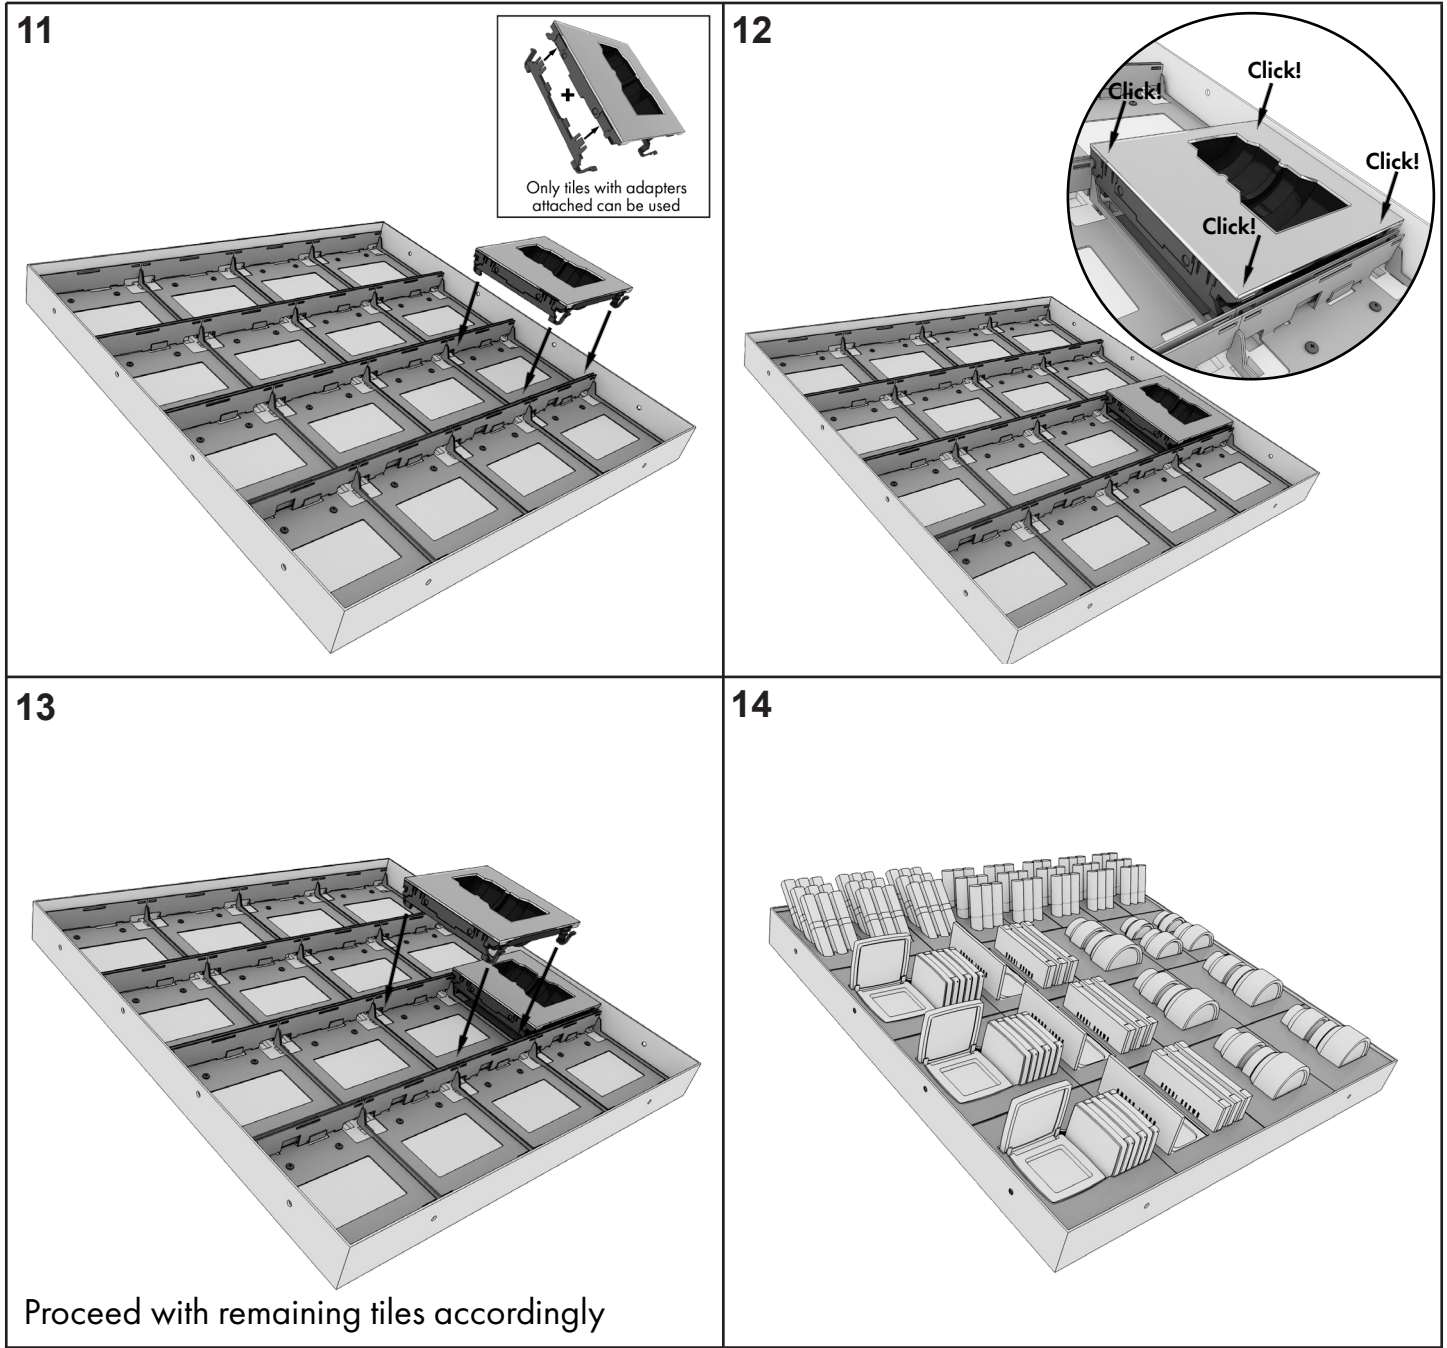 11
Only tiles with adapters
attached can be used
12
Click!
Click!
Click!
Click!
13
Proceed with remaining tiles accordingly
14